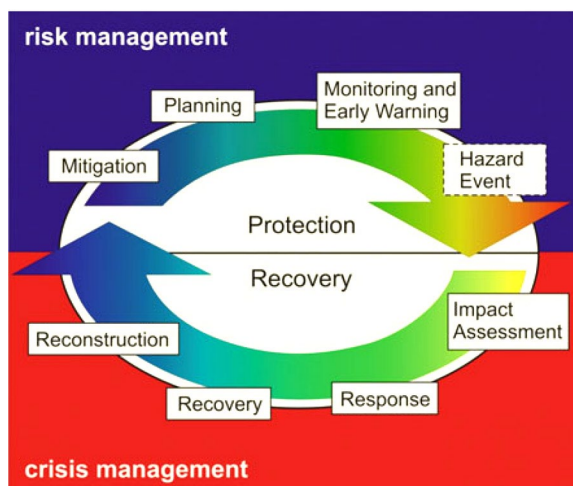 risk management
Planning
Monitoring and
Early Warning
Mitigation
Hazard
Event
Protection
Recovery
Reconstruction
Impact
Assessment
Recovery
Response
crisis management